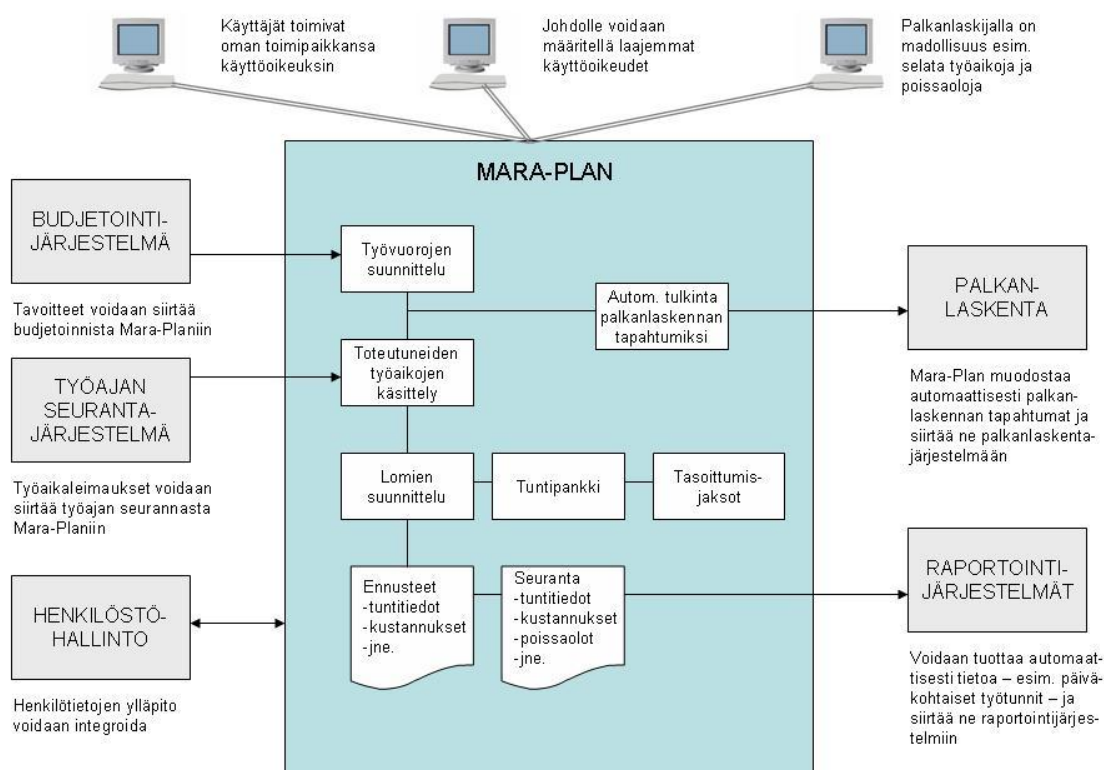 Käyttäjät toimivat
oman toimipaikkansa
käyttöoikeuksin
Johdolle voidaan
määritellä laajemmat
käyttöoikeudet
Palkanlaskijalla on
madollisuus esim.
selata työaikoja ja
poissaoloja
MARA-PLAN
BUDJETOINTI-
JÄRJESTELMÄ
Tavoitteet voidaan siirtää
budjetoinnista Mara-Planiin
TYÖAJAN
SEURANTA-
JÄRJESTELMÄ
Työaikaleimaukset voidaan
siirtää työajan seurannasta
Mara-Planiin
HENKILÖSTÖ-
HALLINTO
Henkilötietojen ylläpito
voidaan integroida
Työvuorojen
suunnittelu
Autom. tulkinta
palkanlaskennan
tapahtumiksi
Toteutuneiden
työaikojen
käsittely
Lomien
suunnittelu
Tuntipankki
Tasoittumis-
jaksot
Ennusteet
-tuntitiedot
-kustannukset
-jne.
Seuranta
-tuntitiedot
-kustannukset
-poissaolot
-jne.
PALKAN-
LASKENTA
Mara-Plan muodostaa
automaattisesti palkan-
laskennan tapahtumat ja
siirtää ne palkanlaskenta-
järjestelmään
RAPORTOINTI-
JÄRJESTELMÄT
Voidaan tuottaa automaat-
tisesti tietoa – esim. päivä-
kohtaiset työtunnit – ja
siirtää ne raportointijärjes-
telmiin